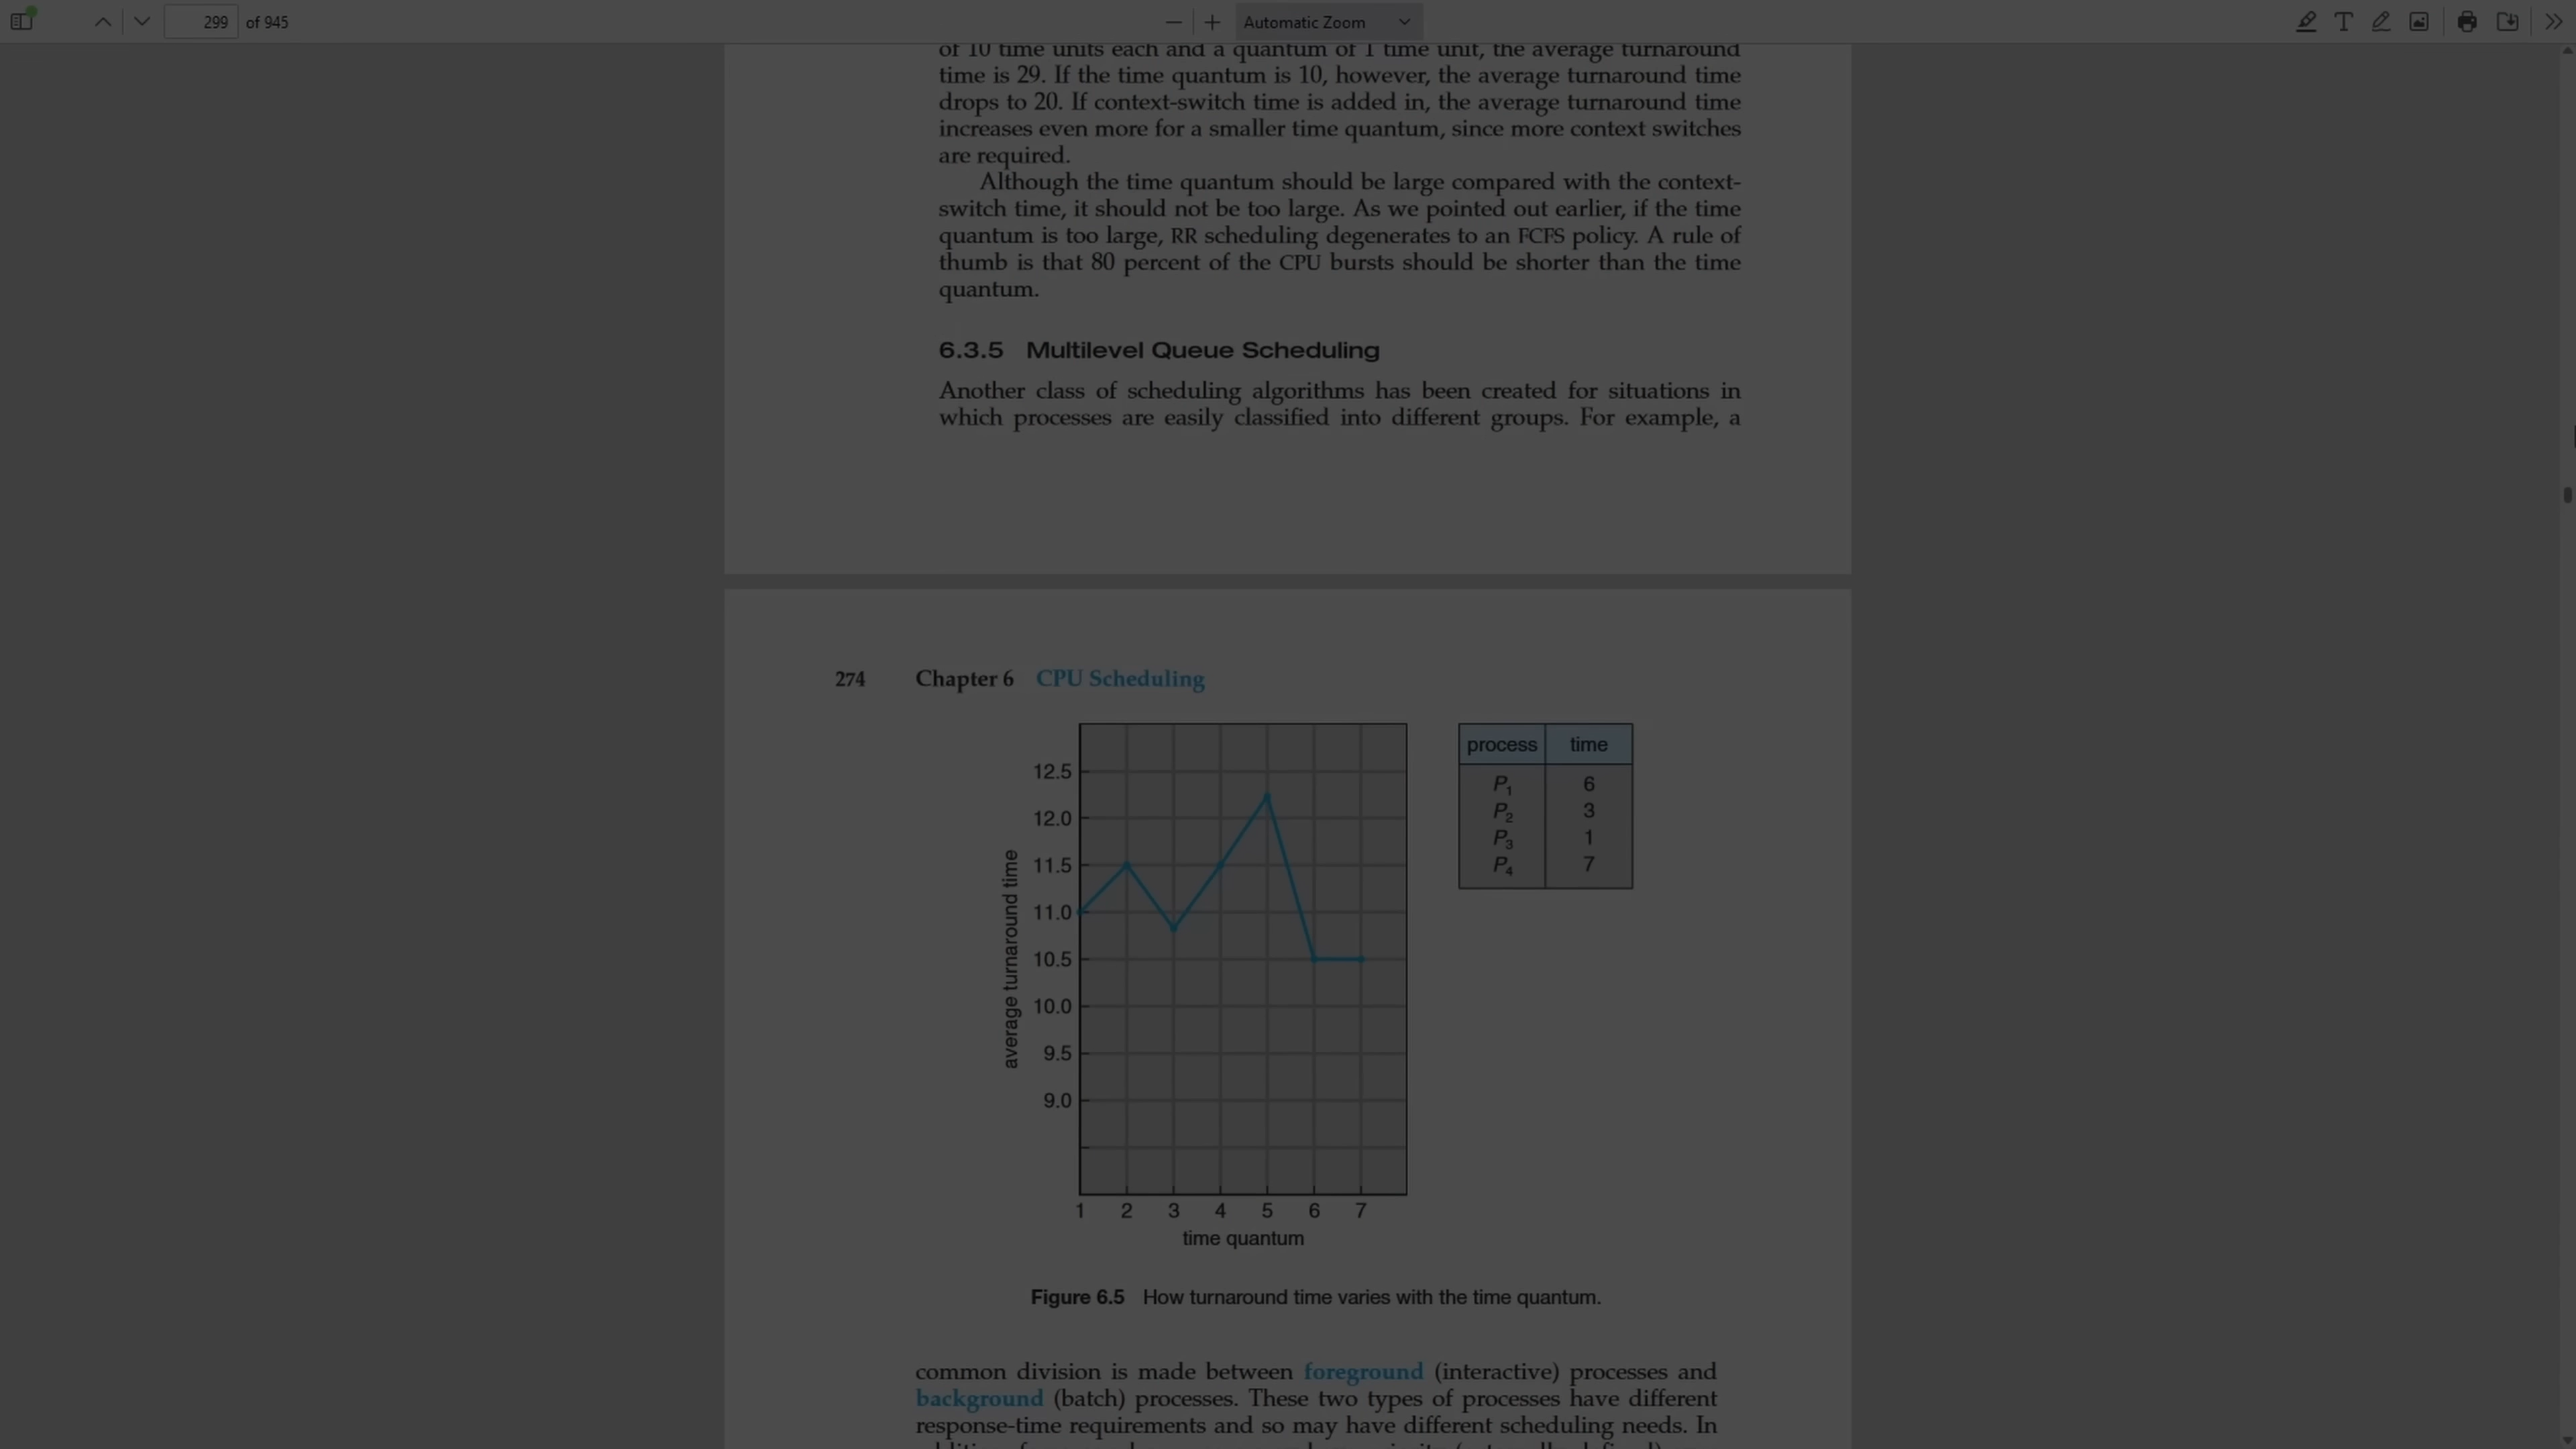 299 of 945
Automatic Zoom
of 10 time units each and a quantum of 1 time unit, the average turnaround
time is 29. If the time quantum is 10, however, the average turnaround time
drops to 20. If context-switch time is added in, the average turnaround time
increases even more for a smaller time quantum, since more context switches
are required.
Although the time quantum should be large compared with the context-
switch time, it should not be too large. As we pointed out earlier, if the time
quantum is too large, RR scheduling degenerates to an FCFS policy. A rule of
thumb is that 80 percent of the CPU bursts should be shorter than the time
quantum.
6.3.5 Multilevel Queue Scheduling
Another class of scheduling algorithms has been created for situations in
which processes are easily classified into different groups. For example, a
274 Chapter 6 CPU Scheduling
average turnaround time
12.5
12.0
11.5
11.0
10.5
10.0
9.5
9.0
1 2 3 4 5 6 7
time quantum
process time
P1 6
P2 3
P3 1
P4 7
Figure 6.5 How turnaround time varies with the time quantum.
common division is made between foreground (interactive) processes and
background (batch) processes. These two types of processes have different
response-time requirements and so may have different scheduling needs. In